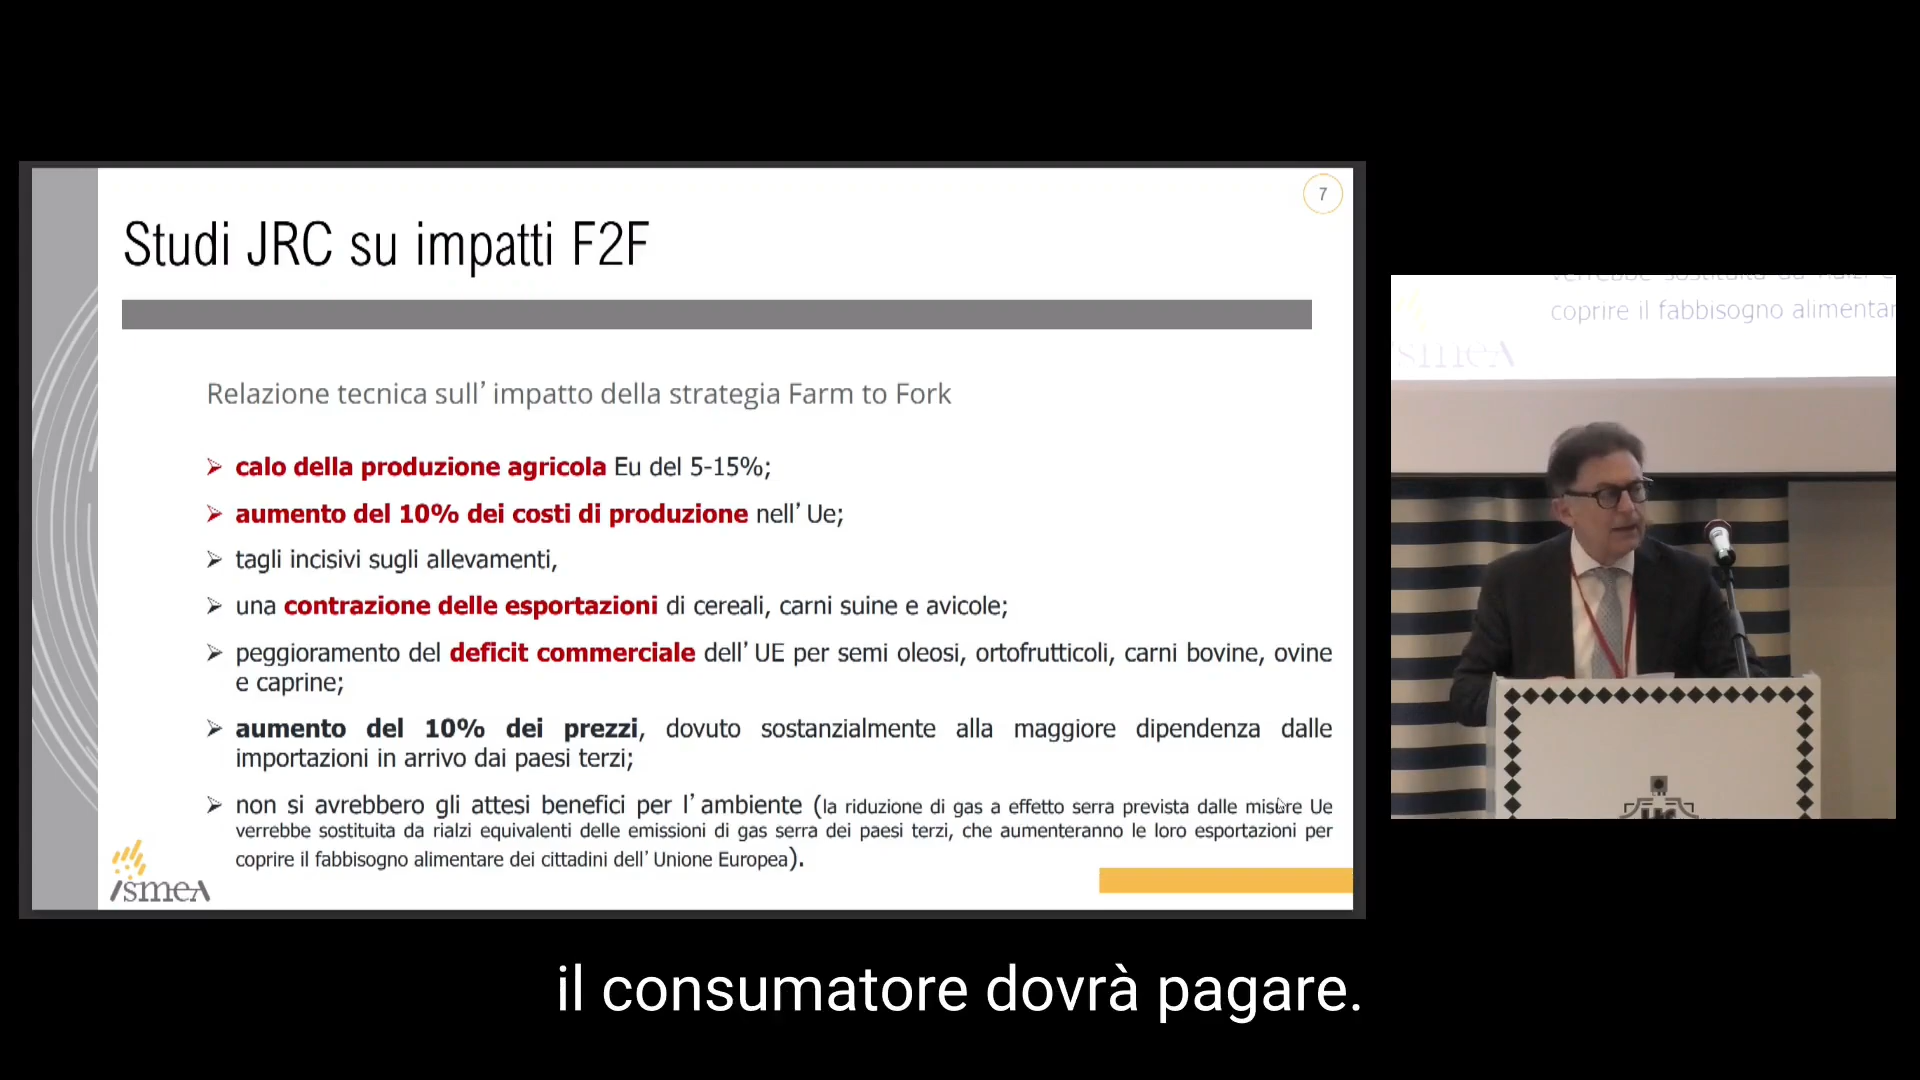 7
Studi JRC su impatti F2F
Relazione tecnica sull’impatto della strategia Farm to Fork
➢ calo della produzione agricola Eu del 5-15%;
➢ aumento del 10% dei costi di produzione nell’Ue;
➢ tagli incisivi sugli allevamenti,
➢ una contrazione delle esportazioni di cereali, carni suine e avicole;
➢ peggioramento del deficit commerciale dell’UE per semi oleosi, ortofrutticoli, carni bovine, ovine
e caprine;
➢ aumento del 10% dei prezzi, dovuto sostanzialmente alla maggiore dipendenza dalle
importazioni in arrivo dai paesi terzi;
➢ non si avrebbero gli attesi benefici per l’ambiente (la riduzione di gas a effetto serra prevista dalle misure Ue
verrebbe sostituita da rialzi equivalenti delle emissioni di gas serra dei paesi terzi, che aumenteranno le loro esportazioni per
coprire il fabbisogno alimentare dei cittadini dell’Unione Europea).
ismeA
coprire il fabbisogno alimentar
smeA
il consumatore dovrà pagare.